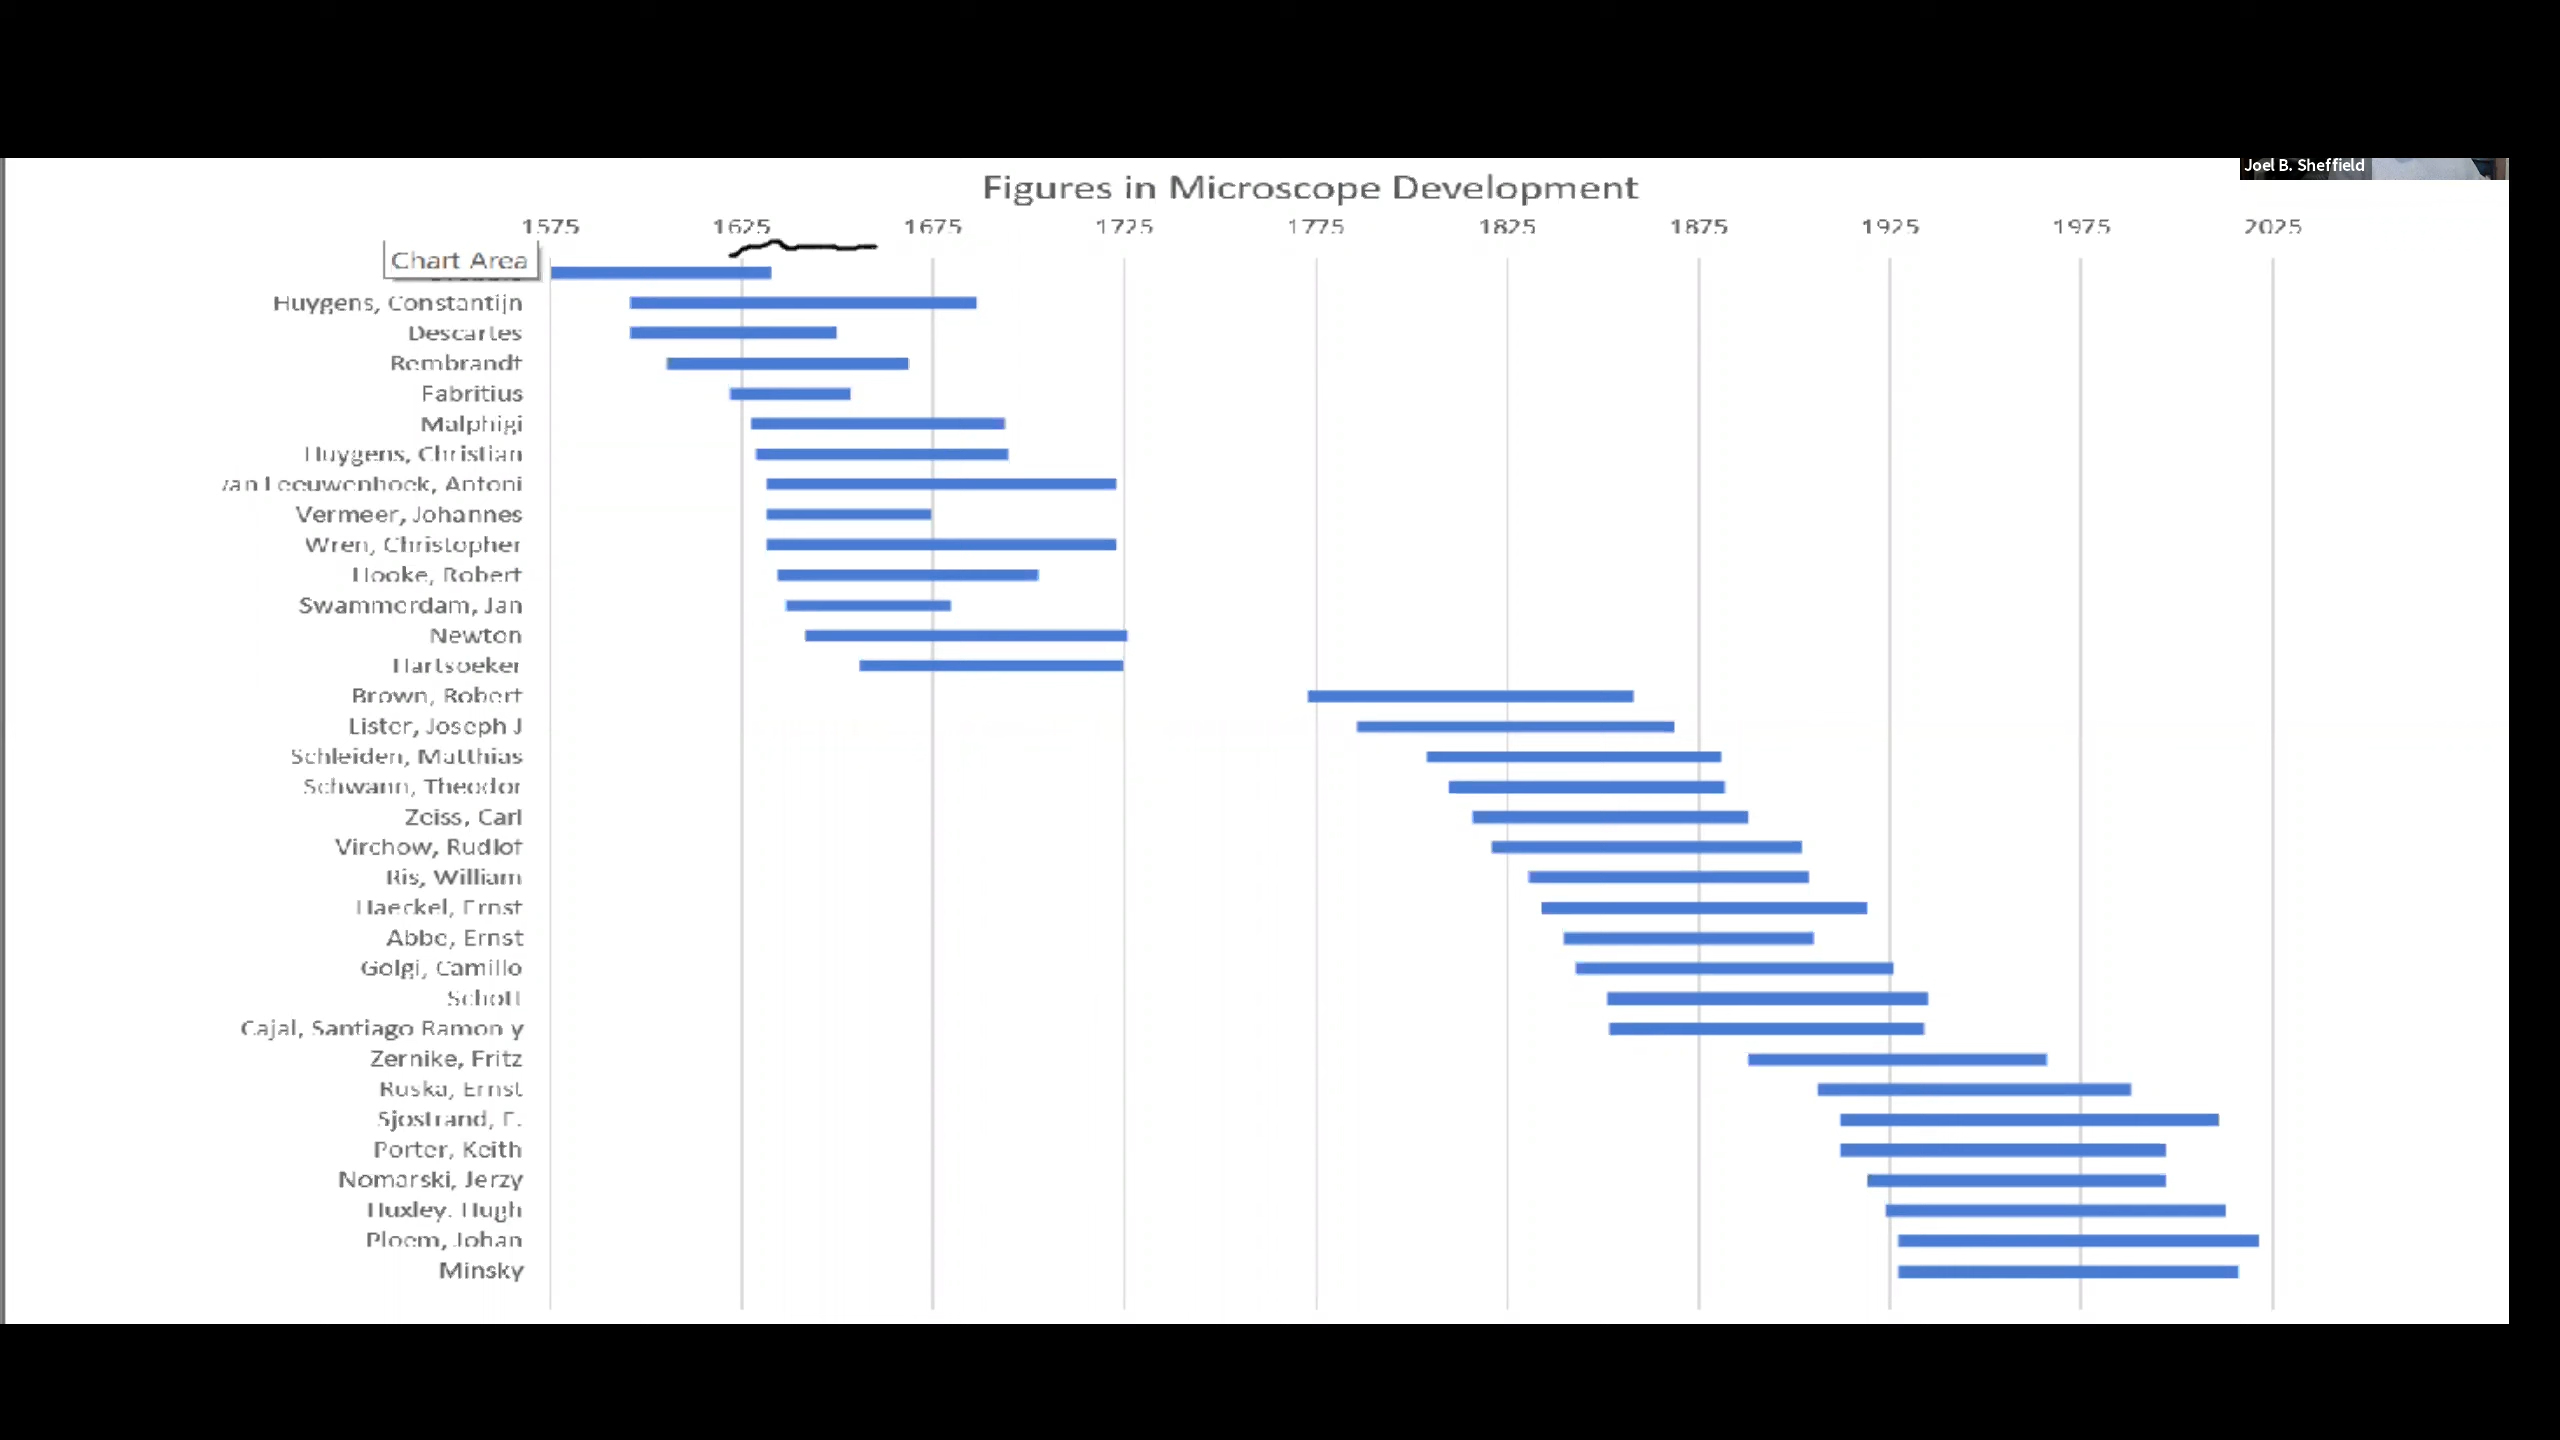 Joel B. Sheffield
Figures in Microscope Development
1575 1625 1675 1725 1775 1825 1875 1925 1975 2025
Chart Area
Huygens, Constantijn
Descartes
Rembrandt
Fabritius
Malphigi
Huygens, Christian
van Leeuwenhoek, Antoni
Vermeer, Johannes
Wren, Christopher
Hooke, Robert
Swammerdam, Jan
Newton
Hartsoeker
Brown, Robert
Lister, Joseph J
Schleiden, Matthias
Schwann, Theodor
Zeiss, Carl
Virchow, Rudlof
Ris, William
Haeckel, Ernst
Abbe, Ernst
Golgi, Camillo
Schott
Cajal, Santiago Ramon y
Zernike, Fritz
Ruska, Ernst
Sjostrand, F.
Porter, Keith
Nomarski, Jerzy
Huxley. Hugh
Ploem, Johan
Minsky